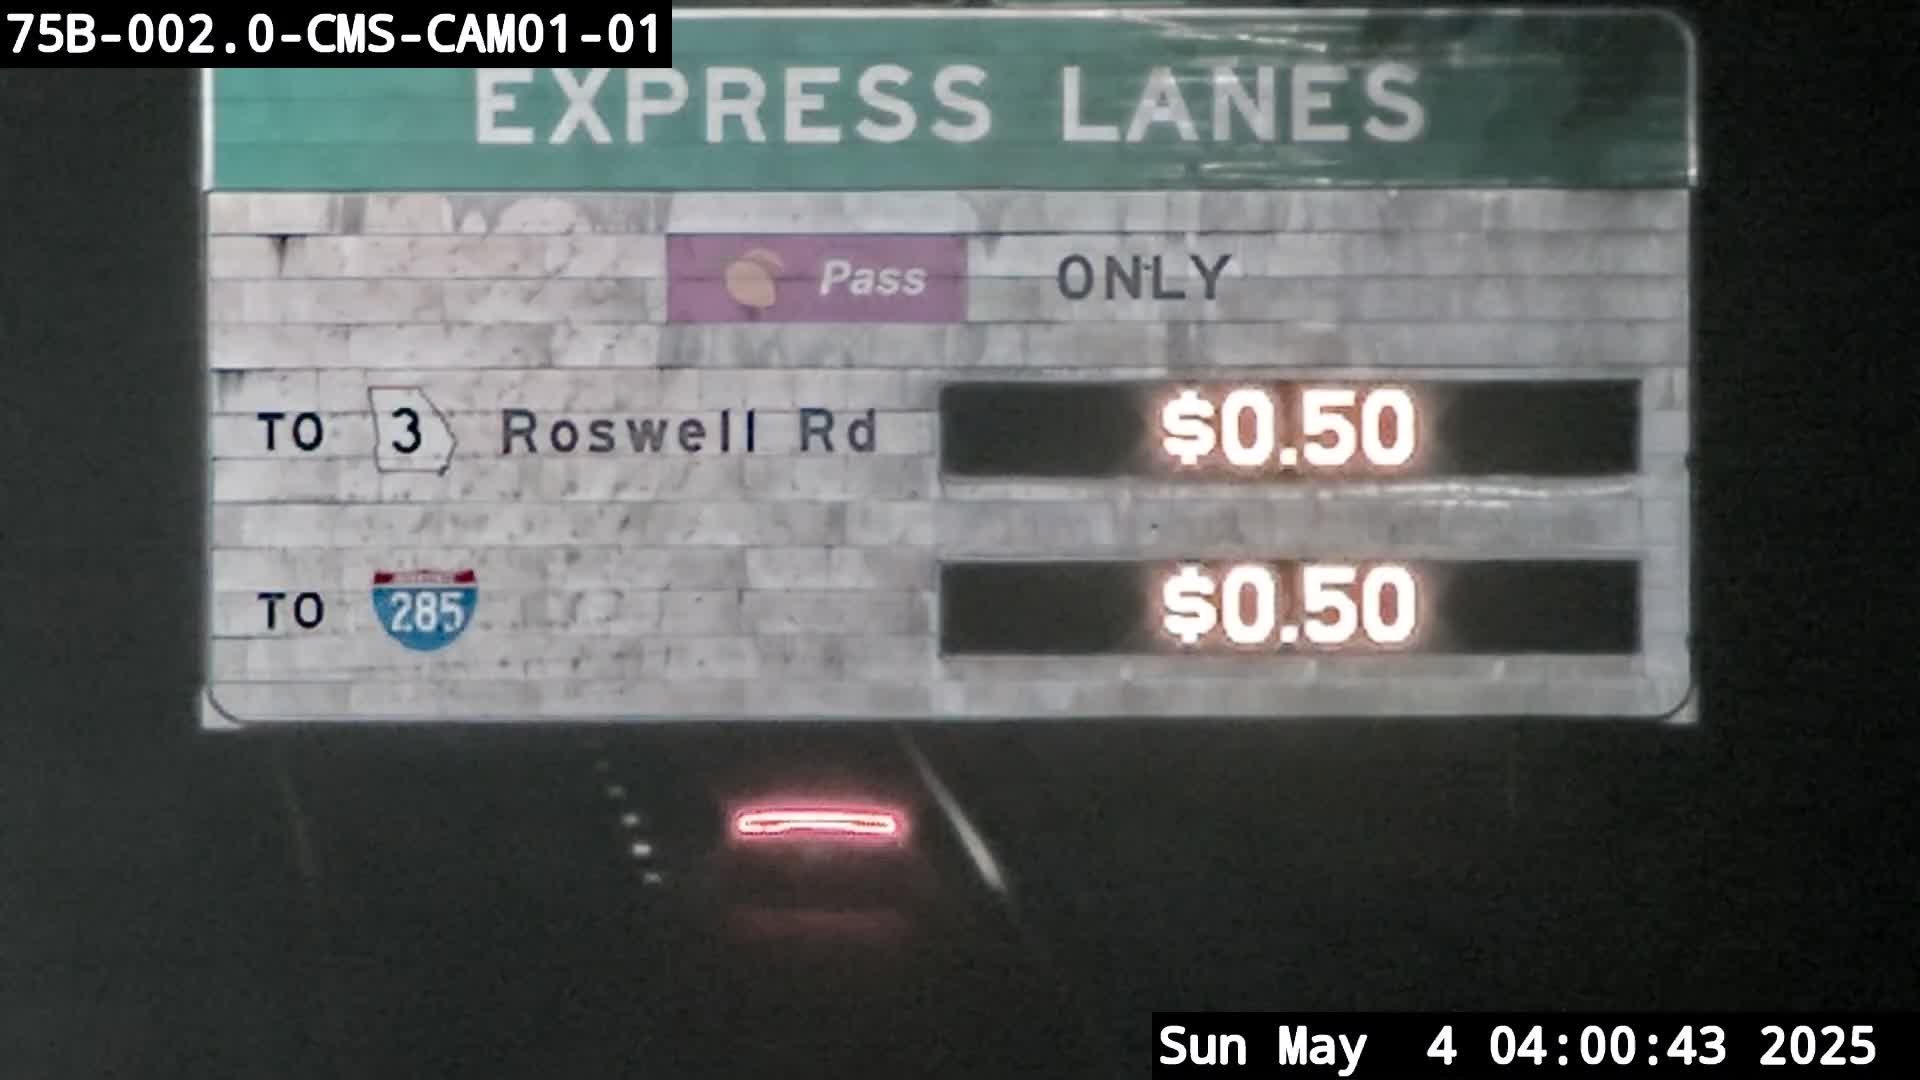 75B-002.0-CMS-CAM01-01
EXPRESS LANES
Pass ONLY
TO 3 Roswell Rd $0.50
TO 285 $0.50
Sun May 4 04:00:43 2025